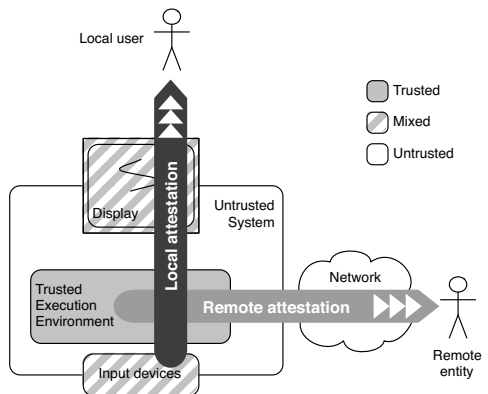 Local user
Trusted
Mixed
Untrusted
Display
Untrusted
System
Local attestation
Trusted
Execution
Environment
Remote attestation
Network
Input devices
Remote
entity